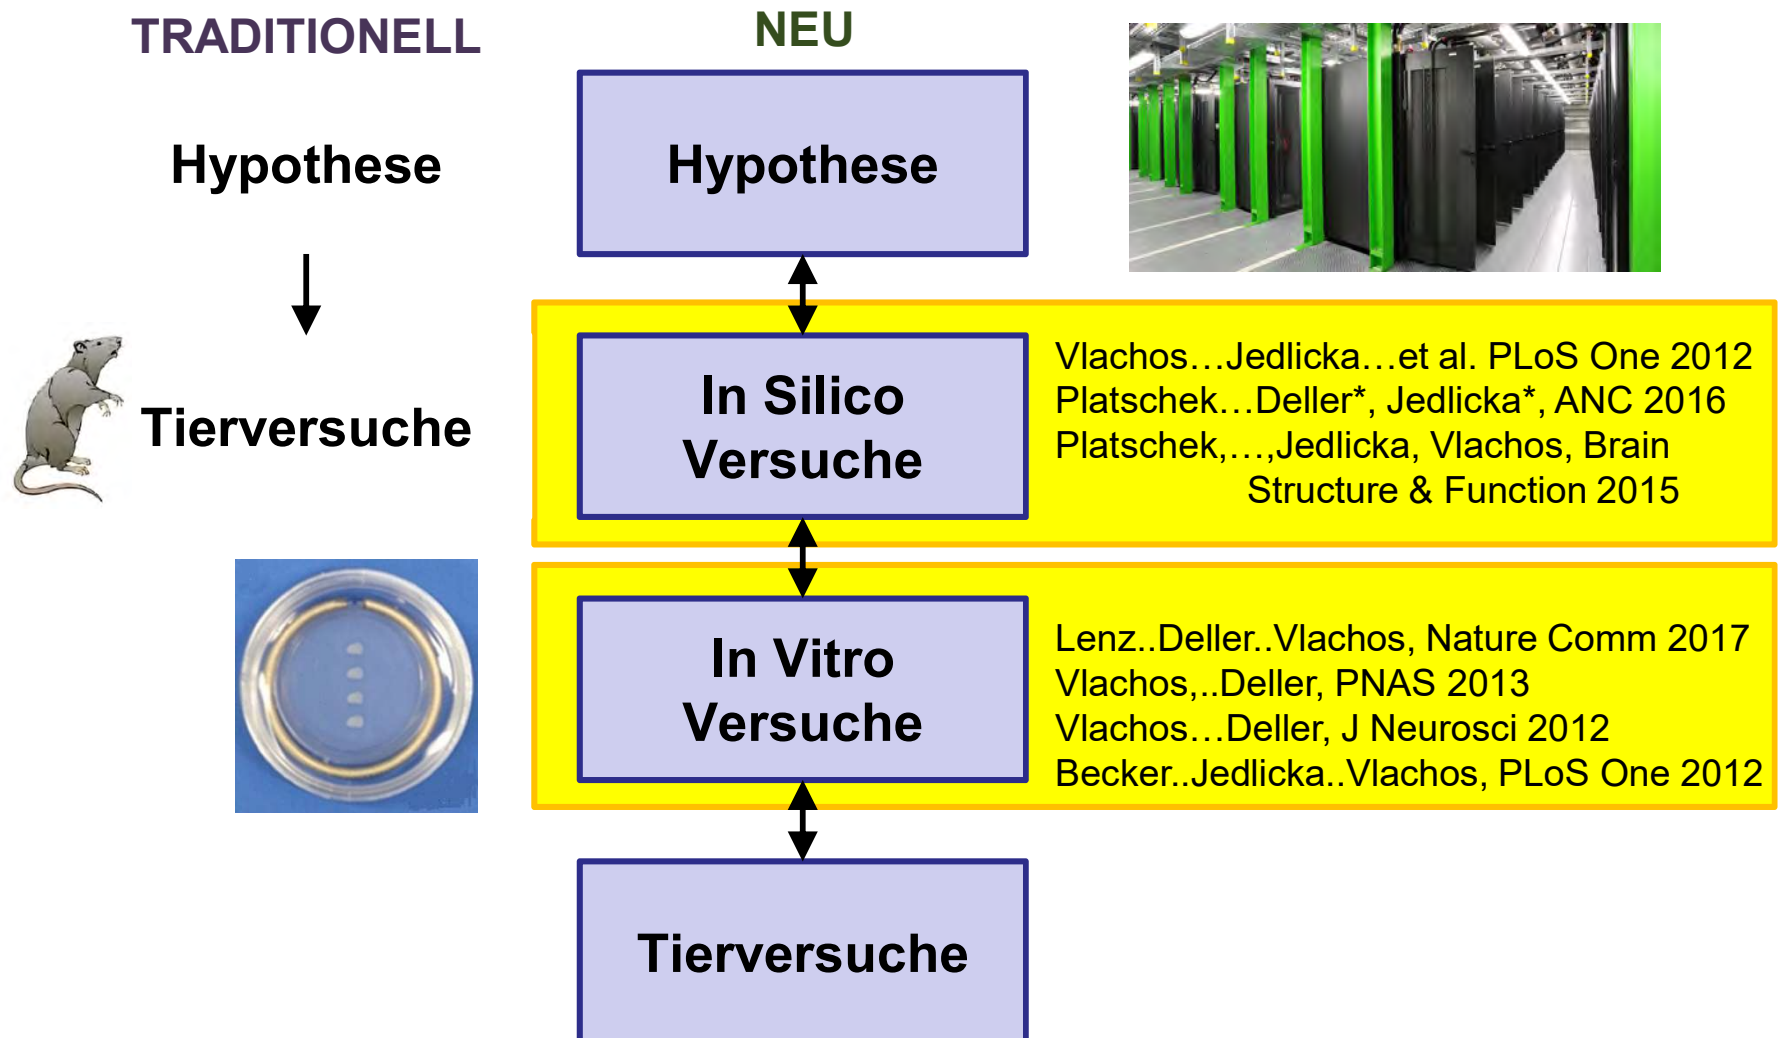 TRADITIONELL
Hypothese
Tierversuche
NEU
Hypothese
In Silico
Versuche
Vlachos…Jedlicka…et al. PLoS One 2012
Platschek…Deller*, Jedlicka*, ANC 2016
Platschek,…,Jedlicka, Vlachos, Brain
Structure & Function 2015
In Vitro
Versuche
Lenz..Deller..Vlachos, Nature Comm 2017
Vlachos,..Deller, PNAS 2013
Vlachos…Deller, J Neurosci 2012
Becker..Jedlicka..Vlachos, PLoS One 2012
Tierversuche